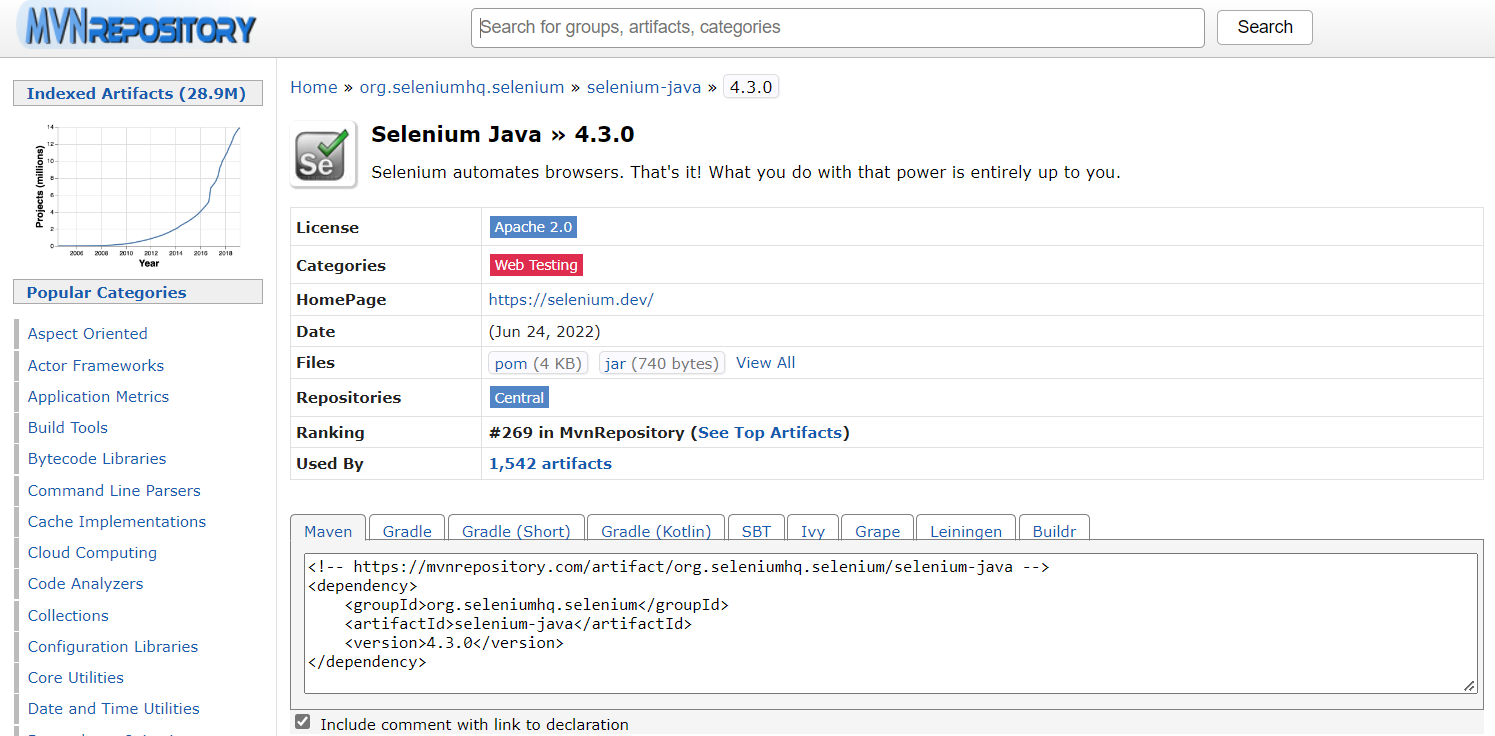 MVNREPOSITORY
Search for groups, artifacts, categories
Search
Indexed Artifacts (28.9M)
Projects (millions)
14
12
10
8
6
4
2
0
2006 2008 2010 2012 2014 2016 2018
Year
Popular Categories
Aspect Oriented
Actor Frameworks
Application Metrics
Build Tools
Bytecode Libraries
Command Line Parsers
Cache Implementations
Cloud Computing
Code Analyzers
Collections
Configuration Libraries
Core Utilities
Date and Time Utilities
Home » org.seleniumhq.selenium » selenium-java » 4.3.0
Se
Selenium Java » 4.3.0
Selenium automates browsers. That's it! What you do with that power is entirely up to you.
License Apache 2.0
Categories Web Testing
HomePage https://selenium.dev/
Date (Jun 24, 2022)
Files pom (4 KB) jar (740 bytes) View All
Repositories Central
Ranking #269 in MvnRepository (See Top Artifacts)
Used By 1,542 artifacts
Maven Gradle Gradle (Short) Gradle (Kotlin) SBT Ivy Grape Leiningen Buildr
<!-- https://mvnrepository.com/artifact/org.seleniumhq.selenium/selenium-java -->
<dependency>
    <groupId>org.seleniumhq.selenium</groupId>
    <artifactId>selenium-java</artifactId>
    <version>4.3.0</version>
</dependency>
Include comment with link to declaration